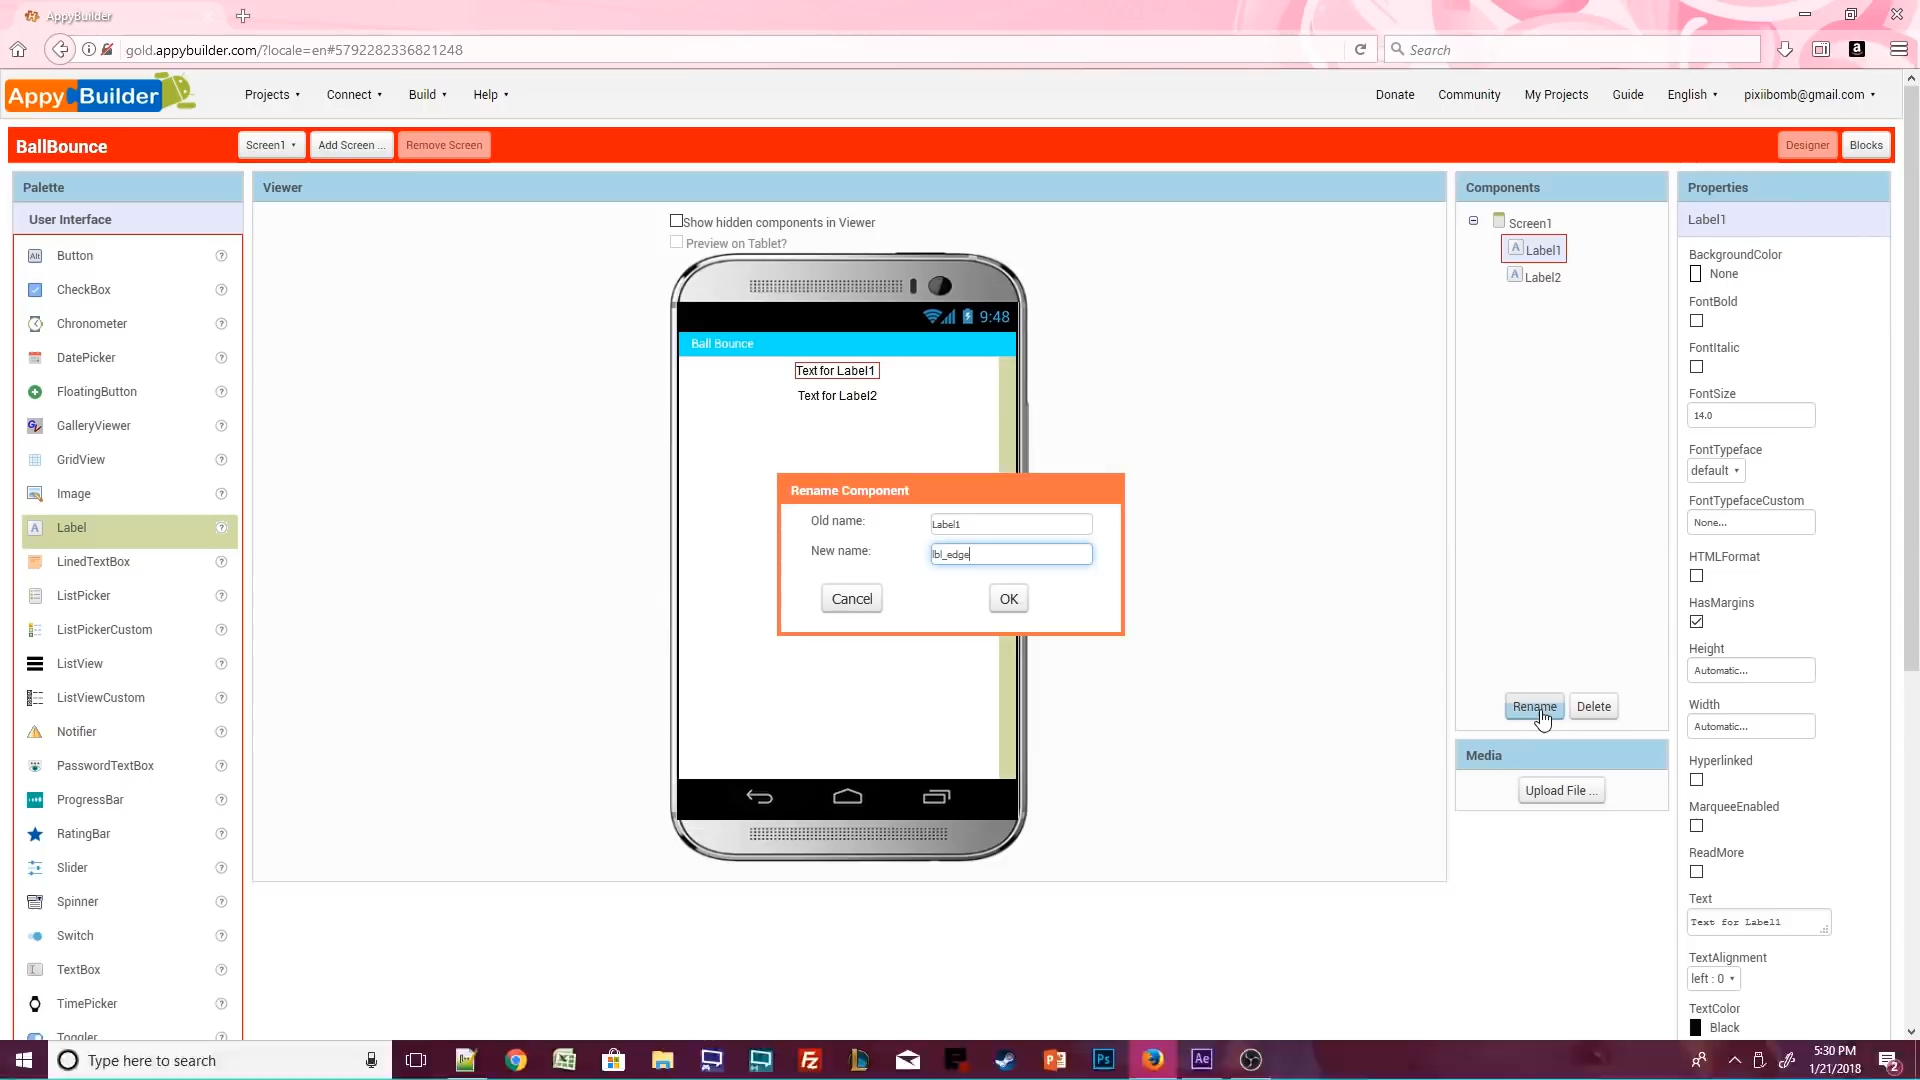 AppyBuilder
gold.appybuilder.com/?locale=en#5792282336821248
Search
Appy Builder
Projects
Connect
Build
Help
Donate
Community
My Projects
Guide
English
pixiibomb@gmail.com
BallBounce
Screen1
Add Screen ...
Remove Screen
Designer
Blocks
Palette
User Interface
Button
CheckBox
Chronometer
DatePicker
FloatingButton
GalleryViewer
GridView
Image
Label
LinedTextBox
ListPicker
ListPickerCustom
ListView
ListViewCustom
Notifier
PasswordTextBox
ProgressBar
RatingBar
Slider
Spinner
Switch
TextBox
TimePicker
Toggler
Viewer
Show hidden components in Viewer
Preview on Tablet?
9:48
Ball Bounce
Text for Label1
Text for Label2
Rename Component
Old name:
Label1
New name:
lbl_edge
Cancel
OK
Components
Screen1
Label1
Label2
Rename
Delete
Media
Upload File ...
Properties
Label1
BackgroundColor
None
FontBold
FontItalic
FontSize
14.0
FontTypeface
default
FontTypefaceCustom
None...
HTMLFormat
HasMargins
Height
Automatic...
Width
Automatic...
Hyperlinked
MarqueeEnabled
ReadMore
Text
Text for Label1
TextAlignment
left : 0
TextColor
Black
Type here to search
5:30 PM
1/21/2018
2